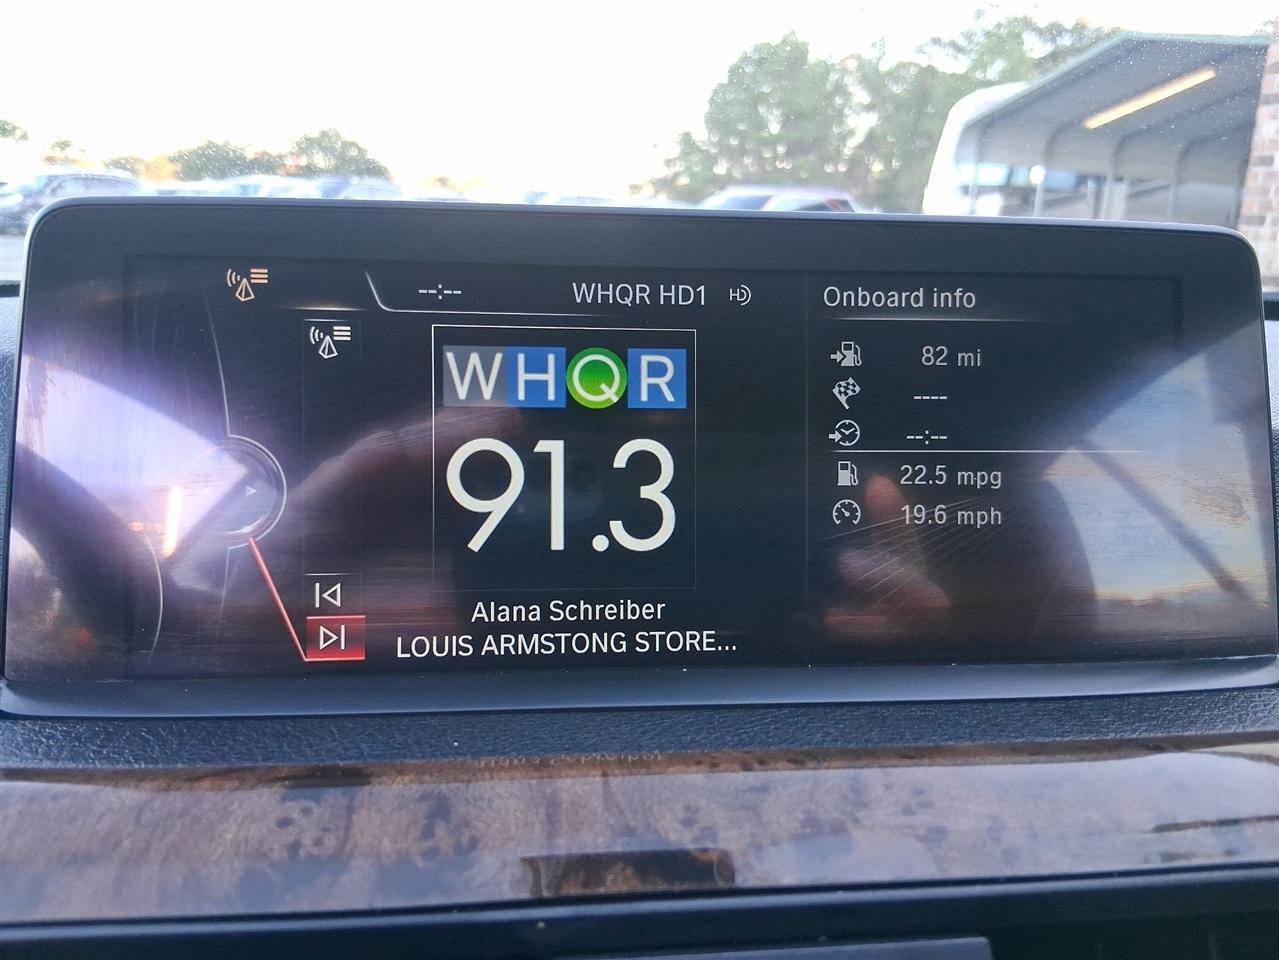 --:--
WHQR HD1 HD
WHQR
91.3
Alana Schreiber
LOUIS ARMSTONG STORE...
Onboard info
82 mi
----
--:--
22.5 mpg
19.6 mph